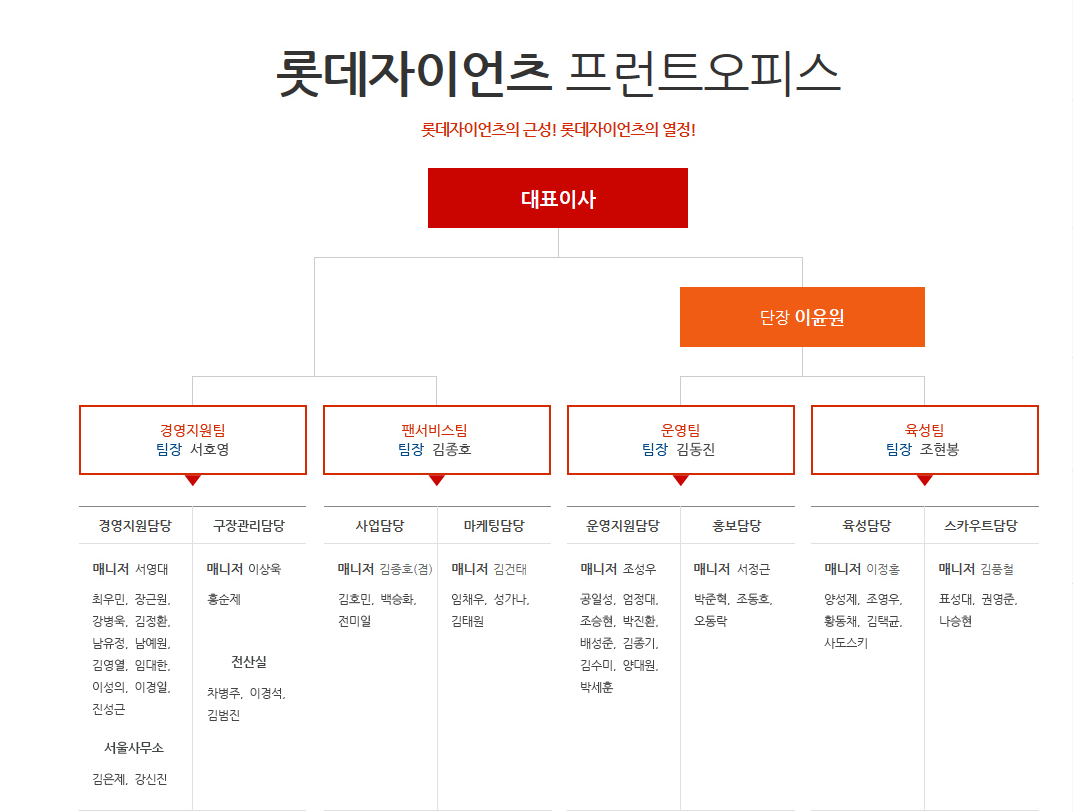 롯데자이언츠 프런트오피스
롯데자이언츠의 근성! 롯데자이언츠의 열정!
대표이사
단장 이윤원
경영지원팀
팀장 서호영
팬서비스팀
팀장 김종호
운영팀
팀장 김동진
육성팀
팀장 조현봉
경영지원담당
매니저 서영대
최우민, 장근원,
강병욱, 김정환,
남유정, 남예원,
김영열, 임대한,
이성의, 이경일,
진성근
서울사무소
김은제, 강신진
구장관리담당
매니저 이상욱
홍순제
전산실
차병주, 이경석,
김범진
사업담당
매니저 김종호(겸)
김호민, 백승화,
전미일
마케팅담당
매니저 김건태
임채우, 성가나,
김태원
운영지원담당
매니저 조성우
공일성, 엄정대,
조승현, 박진환,
배성준, 김종기,
김수미, 양대원,
박세훈
홍보담당
매니저 서정근
박준혁, 조동호,
오동락
육성담당
매니저 이정홍
양성제, 조영우,
황동채, 김택균,
사도스키
스카우트담당
매니저 김풍철
표성대, 권영준,
나승현